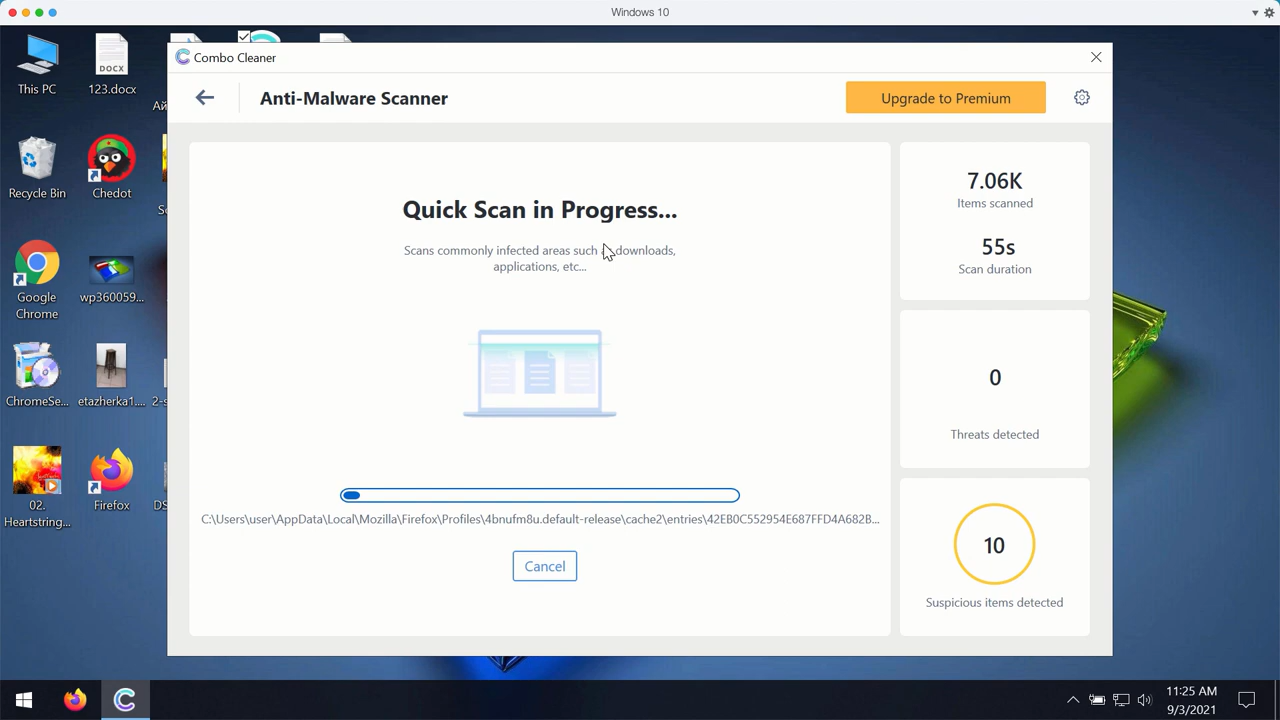 Windows 10
This PC
DOCX
123.docx
Recycle Bin
Chedot
Google
Chrome
wp360059...
ChromeSe...
etazherka1....
2-s
02.
Heartstring...
Firefox
DS
Combo Cleaner
Anti-Malware Scanner
Upgrade to Premium
Quick Scan in Progress...
Scans commonly infected areas such downloads,
applications, etc...
C:\Users\user\AppData\Local\Mozilla\Firefox\Profiles\4bnufm8u.default-release\cache2\entries\42EB0C552954E687FFD4A682B...
Cancel
7.06K
Items scanned
55s
Scan duration
0
Threats detected
10
Suspicious items detected
11:25 AM
9/3/2021